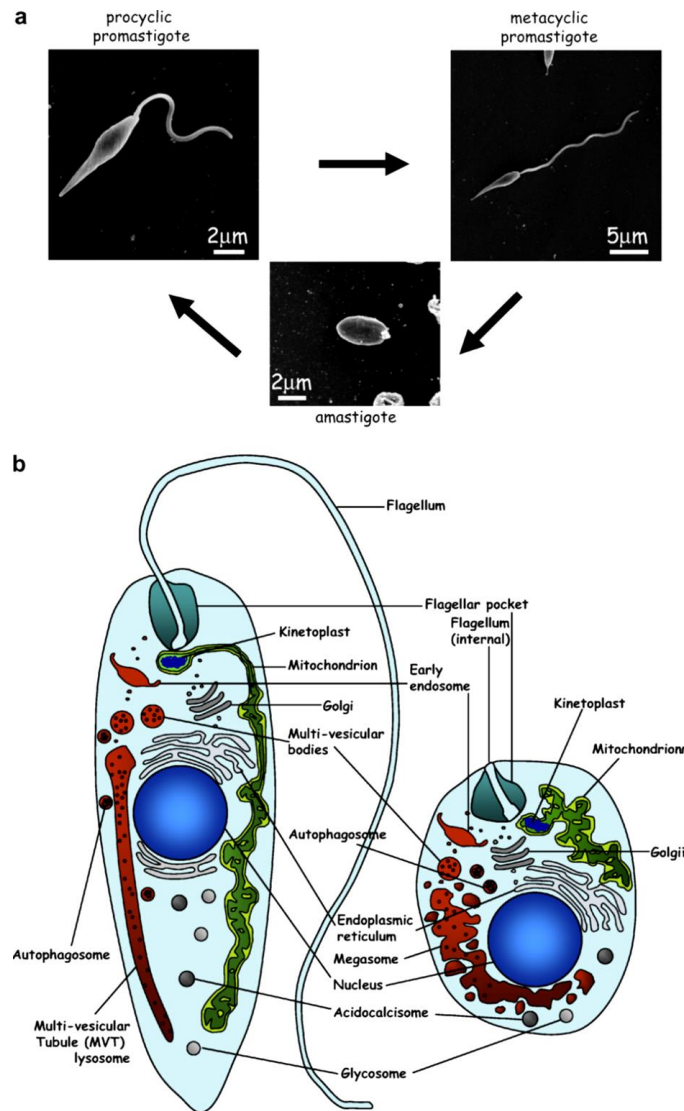 a
procyclic
promastigote
metacyclic
promastigote
2μm
5μm
2μm
amastigote
b
Flagellum
Flagellar pocket
Flagellum
(internal)
Kinetoplast
Mitochondrion
Early
endosome
Golgi
Kinetoplast
Multi-vesicular
bodies
Mitochondrion
Autophagosome
Golgii
Endoplasmic
reticulum
Megasome
Autophagosome
Nucleus
Acidocalcisome
Multi-vesicular
Tubule (MVT)
lysosome
Glycosome